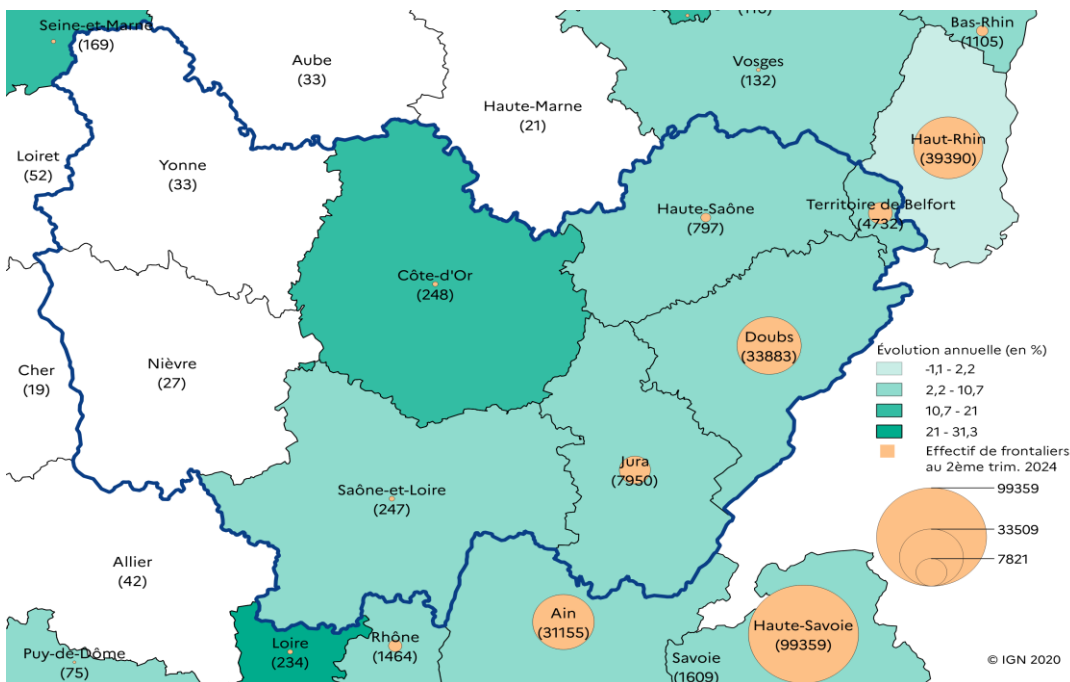 Seine-et-Marne
(169)
Aube
(33)
Haute-Marne
(21)
Vosges
(132)
Bas-Rhin
(1105)
Haut-Rhin
(39390)
Loiret
(52)
Yonne
(33)
Haute-Saône
(797)
Territoire de Belfort
(4732)
Côte-d'Or
(248)
Doubs
(33883)
Cher
(19)
Nièvre
(27)
Jura
(7950)
Saône-et-Loire
(247)
Allier
(42)
Puy-de-Dôme
(75)
Loire
(234)
Rhône
(1464)
Ain
(31155)
Savoie
(1609)
Haute-Savoie
(99359)
Évolution annuelle (en %)
-1,1 - 2,2
2,2 - 10,7
10,7 - 21
21 - 31,3
Effectif de frontaliers
au 2ème trim. 2024
99359
33509
7821
© IGN 2020